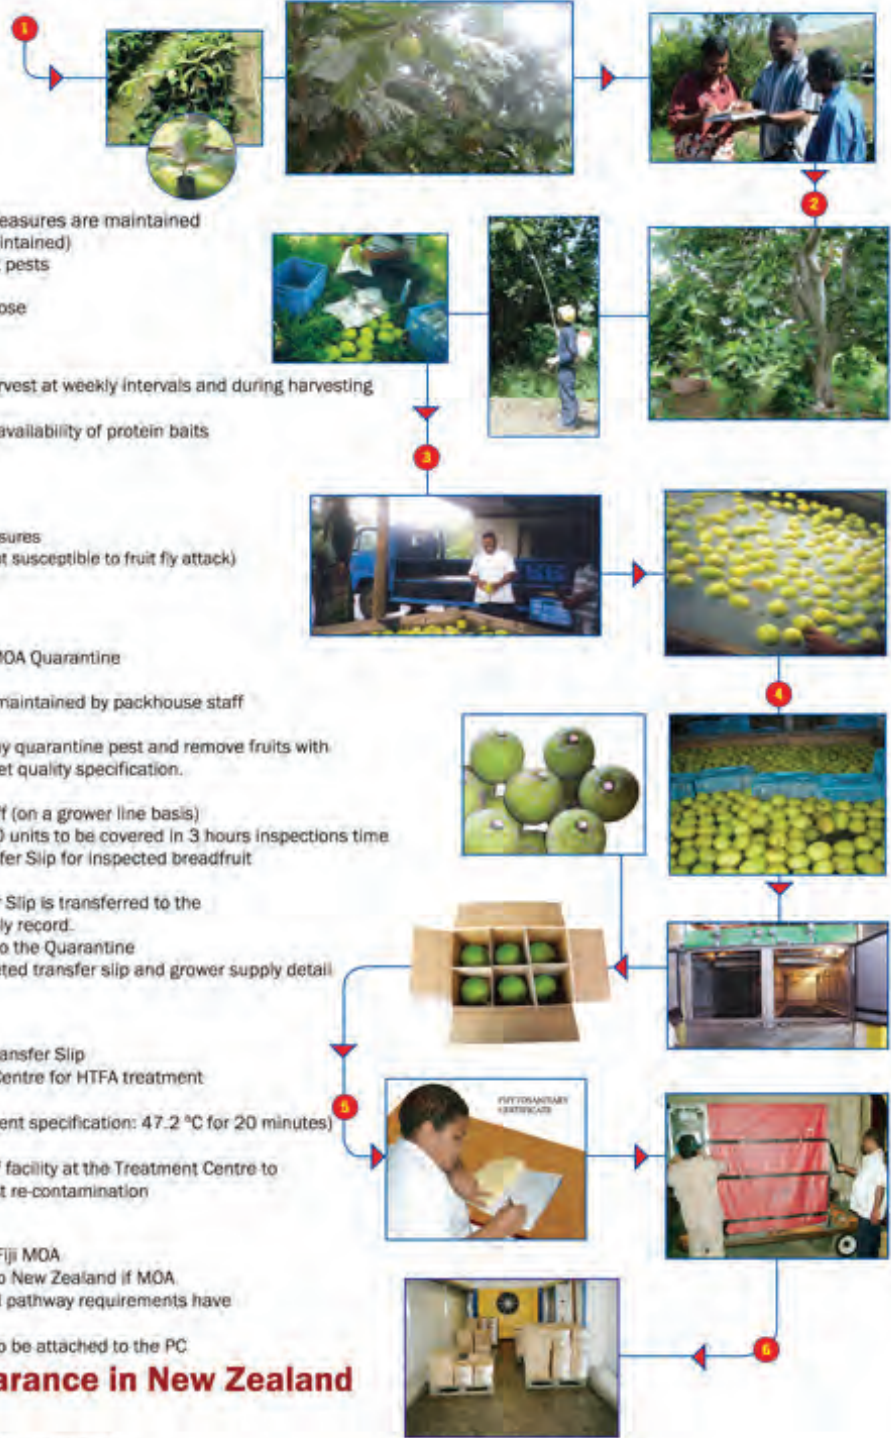 1
easures are maintained
2
intained)
pests
ose
rvest at weekly intervals and during harvesting
availability of protein baits
3
sures
t susceptible to fruit fly attack)
MOA Quarantine
4
maintained by packhouse staff
ny quarantine pest and remove fruits with
et quality specification.
ff (on a grower line basis)
0 units to be covered in 3 hours inspections time
fer Slip for inspected breadfruit
r Slip is transferred to the
ly record.
o the Quarantine
eted transfer slip and grower supply detail
ransfer Slip
Centre for HTFA treatment
5
PHYTOSANITARY
CERTIFICATE
ent specification: 47.2 °C for 20 minutes)
f facility at the Treatment Centre to
t re-contamination
Fiji MOA
o New Zealand if MOA
d pathway requirements have
6
o be attached to the PC
arance in New Zealand